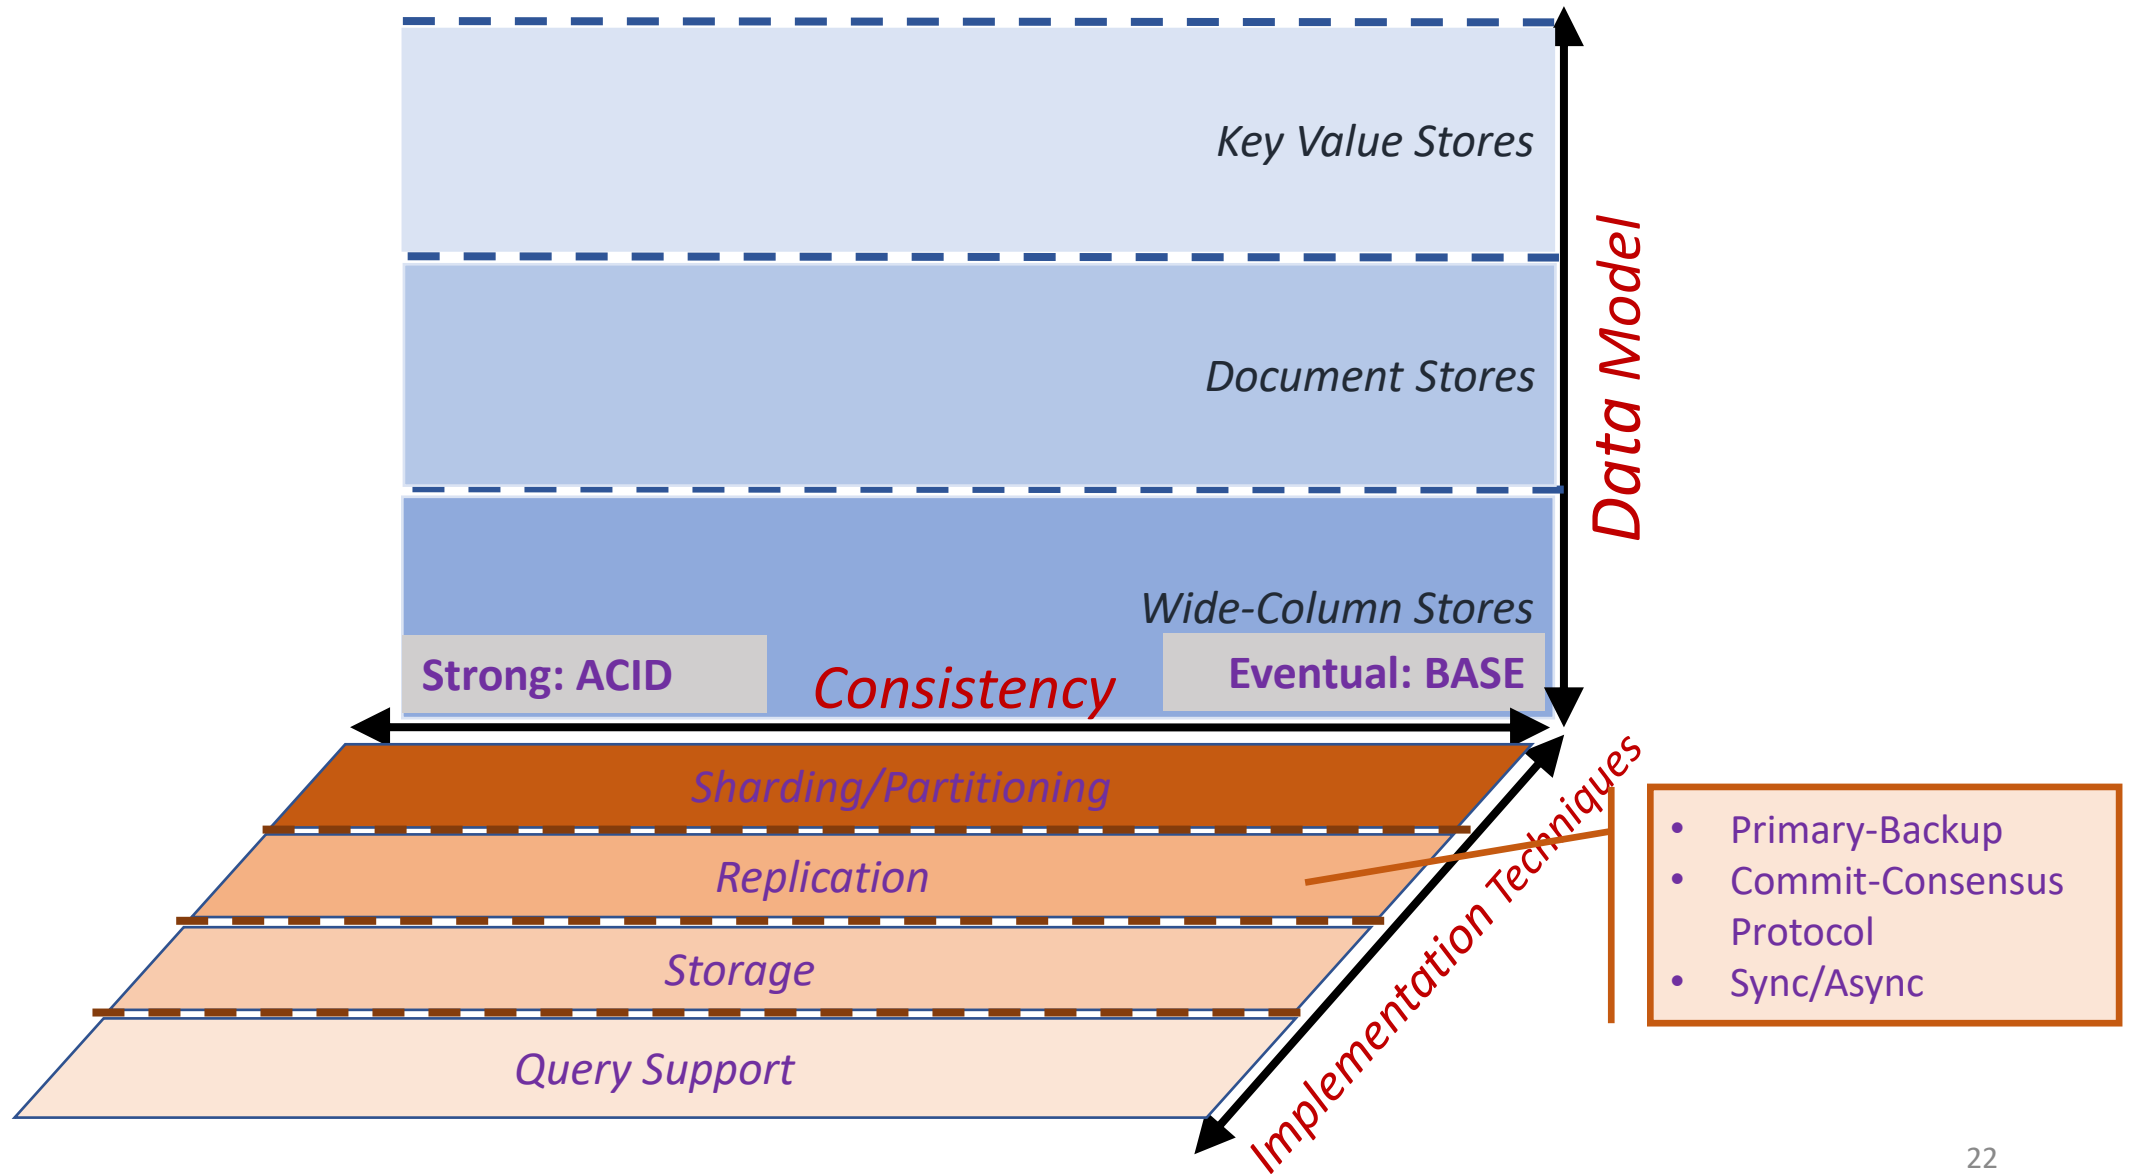 Key Value Stores
Document Stores
Data Model
Wide-Column Stores
Strong: ACID
Consistency
Eventual: BASE
Sharding/Partitioning
Replication
Storage
Query Support
Implementation Techniques
• Primary-Backup
• Commit-Consensus
Protocol
• Sync/Async
22